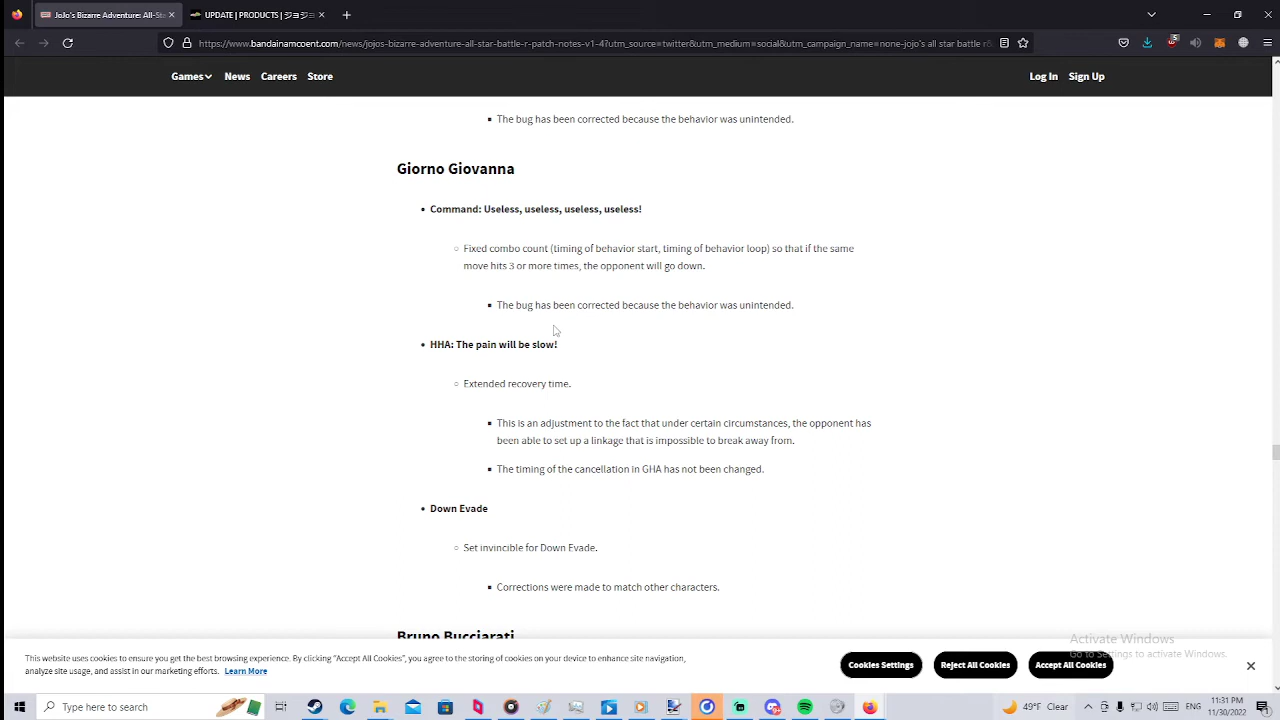 Jojo's Bizarre Adventure: All-Sta
UPDATE | PRODUCTS | ジョジ
https://www.bandainamcoent.com/news/jojos-bizarre-adventure-all-star-battle-r-patch-notes-v1-4?utm_source=twitter&utm_medium=social&utm_campaign_name=none-jojo's all star battle r&
Games News Careers Store Log In Sign Up
▪ The bug has been corrected because the behavior was unintended.
Giorno Giovanna
• Command: Useless, useless, useless, useless!
○ Fixed combo count (timing of behavior start, timing of behavior loop) so that if the same
move hits 3 or more times, the opponent will go down.
▪ The bug has been corrected because the behavior was unintended.
• HHA: The pain will be slow!
○ Extended recovery time.
▪ This is an adjustment to the fact that under certain circumstances, the opponent has
been able to set up a linkage that is impossible to break away from.
▪ The timing of the cancellation in GHA has not been changed.
• Down Evade
○ Set invincible for Down Evade.
▪ Corrections were made to match other characters.
Bruno Bucciarati
This website uses cookies to ensure you get the best browsing experience. By clicking "Accept All Cookies", you agree to the storing of cookies on your device to enhance site navigation,
analyze site usage, and assist in our marketing efforts. Learn More
Cookies Settings
Reject All Cookies
Accept All Cookies
Activate Windows
Go to Settings to activate Windows.
Type here to search
49°F Clear
ENG
11:31 PM
11/30/2022